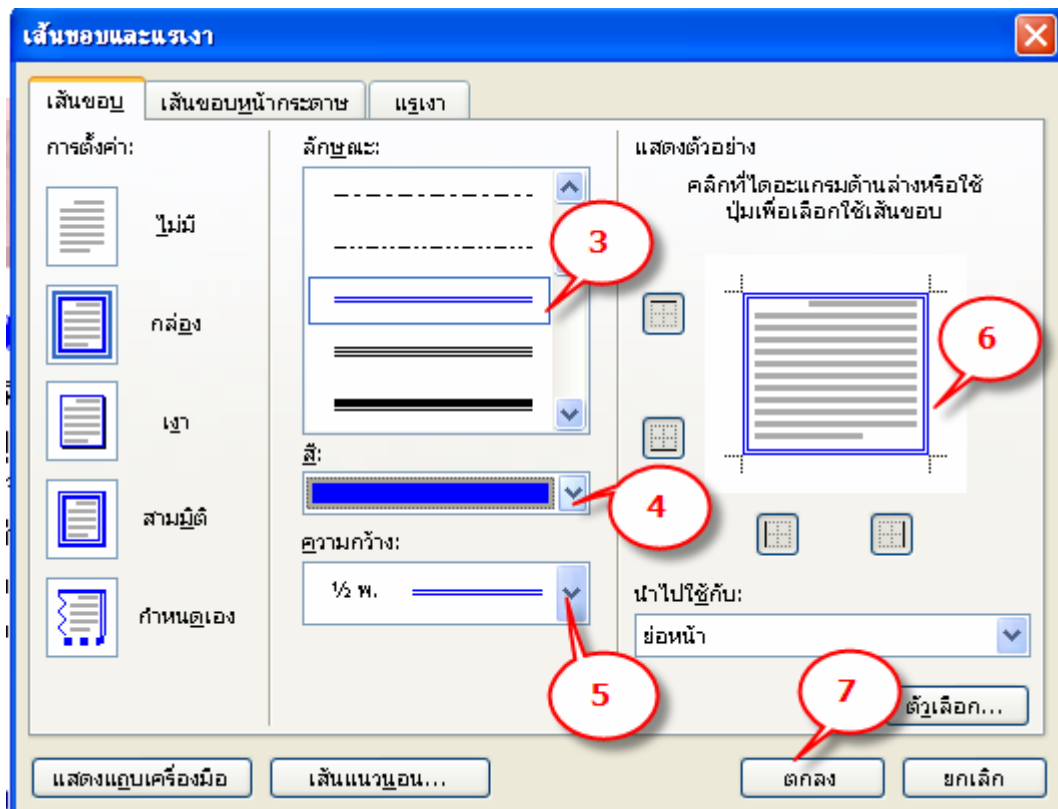 เส้นขอบและแรเงา
เส้นขอบ
เส้นขอบหน้ากระดาษ
แรเงา
การตั้งค่า:
ไม่มี
กล่อง
เงา
สามมิติ
กำหนดเอง
ลักษณะ:
3
สี:
4
ความกว้าง:
½ พ.
5
แสดงตัวอย่าง
คลิกที่ไดอะแกรมด้านล่างหรือใช้
ปุ่มเพื่อเลือกใช้เส้นขอบ
6
นำไปใช้กับ:
ย่อหน้า
7
ตัวเลือก...
แสดงแถบเครื่องมือ
เส้นแนวนอน...
ตกลง
ยกเลิก